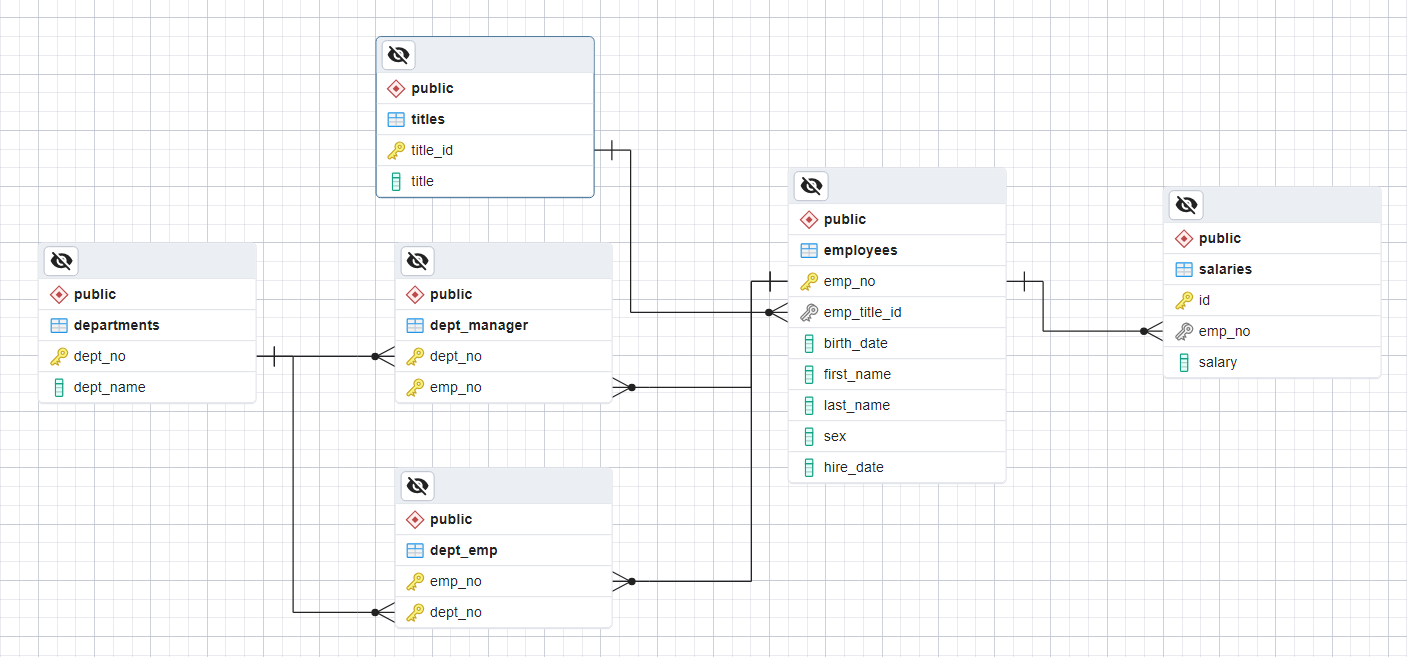 public
titles
title_id
title
public
departments
dept_no
dept_name
public
dept_manager
dept_no
emp_no
public
dept_emp
emp_no
dept_no
public
employees
emp_no
emp_title_id
birth_date
first_name
last_name
sex
hire_date
public
salaries
id
emp_no
salary